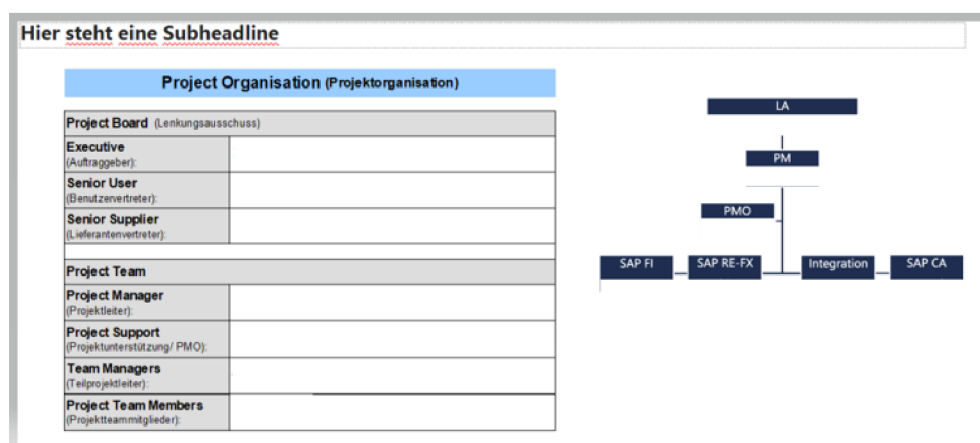 Hier steht eine Subheadline
Project Organisation (Projektorganisation)
Project Board (Lenkungsausschuss)
Executive
(Auftraggeber):
Senior User
(Benutzervertreter):
Senior Supplier
(Lieferantenvertreter):
Project Team
Project Manager
(Projektleiter):
Project Support
(Projektunterstützung/ PMO):
Team Managers
(Teilprojektleiter):
Project Team Members
(Projektteammitglieder):
LA
PM
PMO
SAP FI
SAP RE-FX
Integration
SAP CA